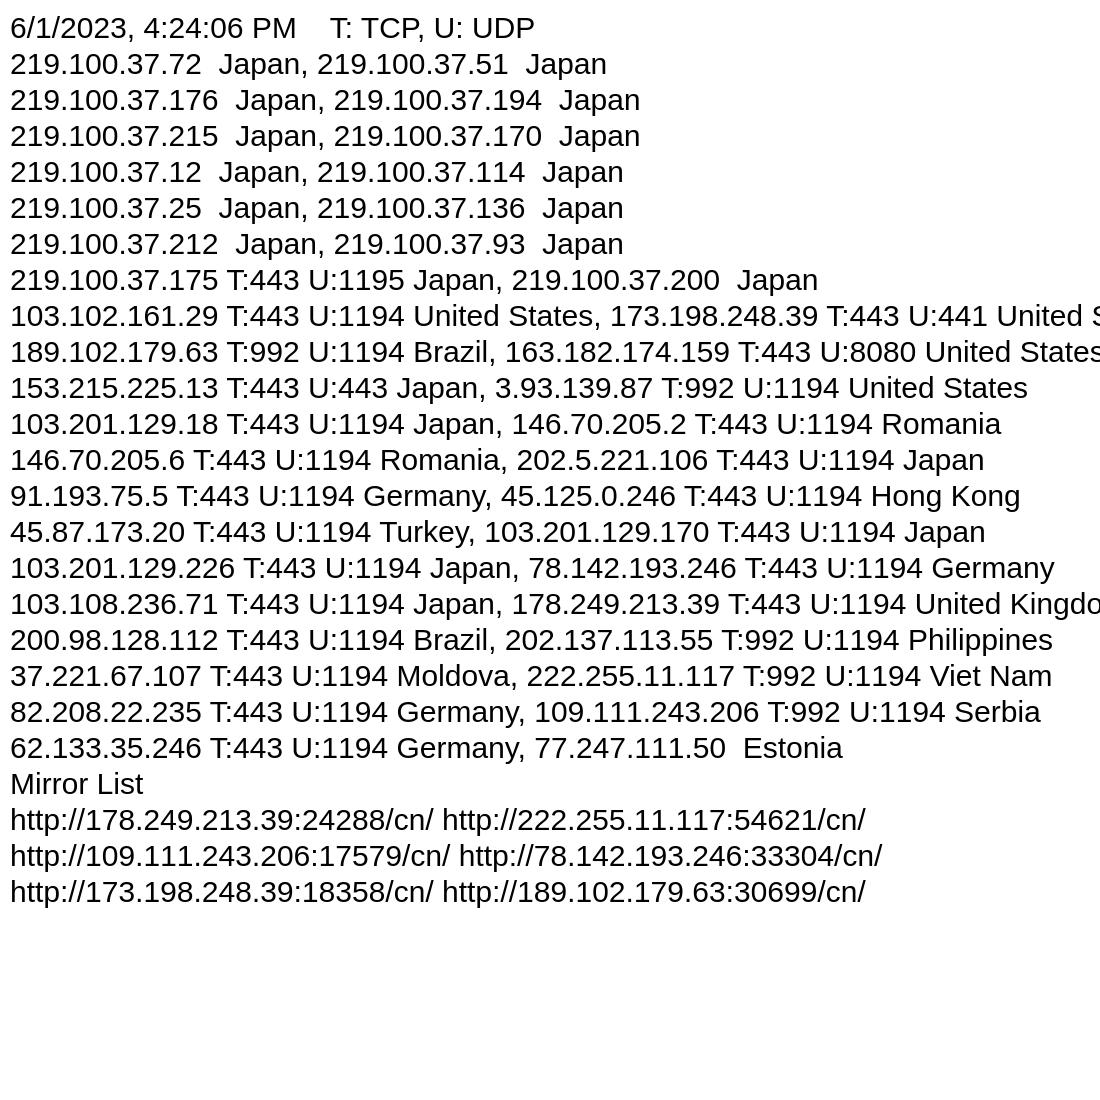 6/1/2023, 4:24:06 PM    T: TCP, U: UDP
219.100.37.72  Japan, 219.100.37.51  Japan
219.100.37.176  Japan, 219.100.37.194  Japan
219.100.37.215  Japan, 219.100.37.170  Japan
219.100.37.12  Japan, 219.100.37.114  Japan
219.100.37.25  Japan, 219.100.37.136  Japan
219.100.37.212  Japan, 219.100.37.93  Japan
219.100.37.175 T:443 U:1195 Japan, 219.100.37.200  Japan
103.102.161.29 T:443 U:1194 United States, 173.198.248.39 T:443 U:441 United S
189.102.179.63 T:992 U:1194 Brazil, 163.182.174.159 T:443 U:8080 United States
153.215.225.13 T:443 U:443 Japan, 3.93.139.87 T:992 U:1194 United States
103.201.129.18 T:443 U:1194 Japan, 146.70.205.2 T:443 U:1194 Romania
146.70.205.6 T:443 U:1194 Romania, 202.5.221.106 T:443 U:1194 Japan
91.193.75.5 T:443 U:1194 Germany, 45.125.0.246 T:443 U:1194 Hong Kong
45.87.173.20 T:443 U:1194 Turkey, 103.201.129.170 T:443 U:1194 Japan
103.201.129.226 T:443 U:1194 Japan, 78.142.193.246 T:443 U:1194 Germany
103.108.236.71 T:443 U:1194 Japan, 178.249.213.39 T:443 U:1194 United Kingdo
200.98.128.112 T:443 U:1194 Brazil, 202.137.113.55 T:992 U:1194 Philippines
37.221.67.107 T:443 U:1194 Moldova, 222.255.11.117 T:992 U:1194 Viet Nam
82.208.22.235 T:443 U:1194 Germany, 109.111.243.206 T:992 U:1194 Serbia
62.133.35.246 T:443 U:1194 Germany, 77.247.111.50  Estonia
Mirror List
http://178.249.213.39:24288/cn/ http://222.255.11.117:54621/cn/
http://109.111.243.206:17579/cn/ http://78.142.193.246:33304/cn/
http://173.198.248.39:18358/cn/ http://189.102.179.63:30699/cn/